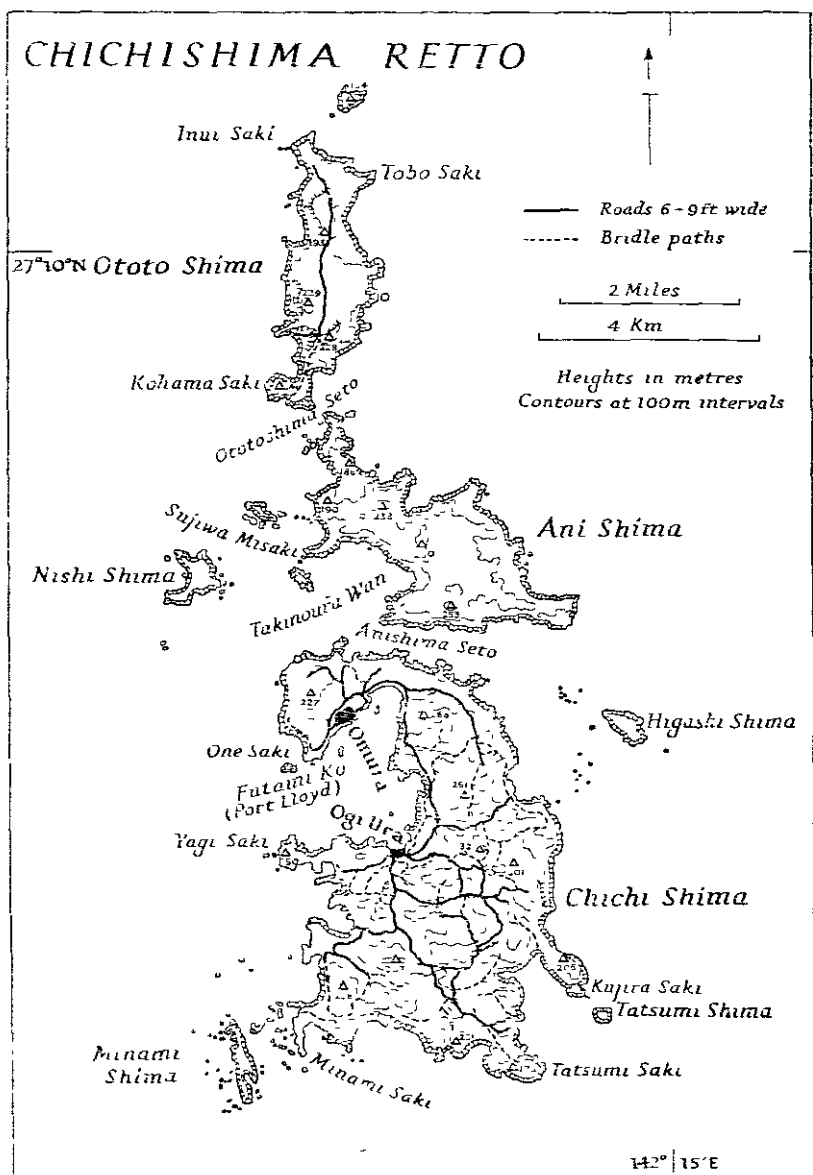 CHICHISHIMA RETTO
Inui Saki
Tobo Saki
Roads 6-9ft wide
Bridle paths
27°10°N Ototo Shima
2 Miles
4 Km
Kohama Saki
Heights in metres
Contours at 100m intervals
Ototoshima Seto
Sujiwa Misaki
Ani Shima
Nishi Shima
Takinoura Wan
Anishima Seto
227
Higashi Shima
One Saki
Omura
Futami Ko
(Port Lloyd)
Ogiura
Yagi Saki
Chichi Shima
Kujira Saki
Tatsumi Shima
Minami
Shima
Minami Saki
Tatsumi Saki
142° 15'E